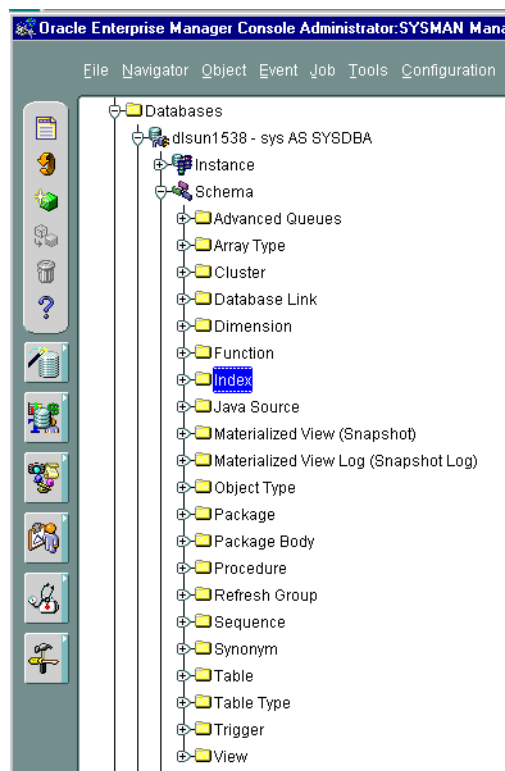 Oracle Enterprise Manager Console Administrator:SYSMAN Mana
File Navigator Object Event Job Tools Configuration
Databases
dlsun1538 - sys AS SYSDBA
Instance
Schema
Advanced Queues
Array Type
Cluster
Database Link
Dimension
Function
Index
Java Source
Materialized View (Snapshot)
Materialized View Log (Snapshot Log)
Object Type
Package
Package Body
Procedure
Refresh Group
Sequence
Synonym
Table
Table Type
Trigger
View